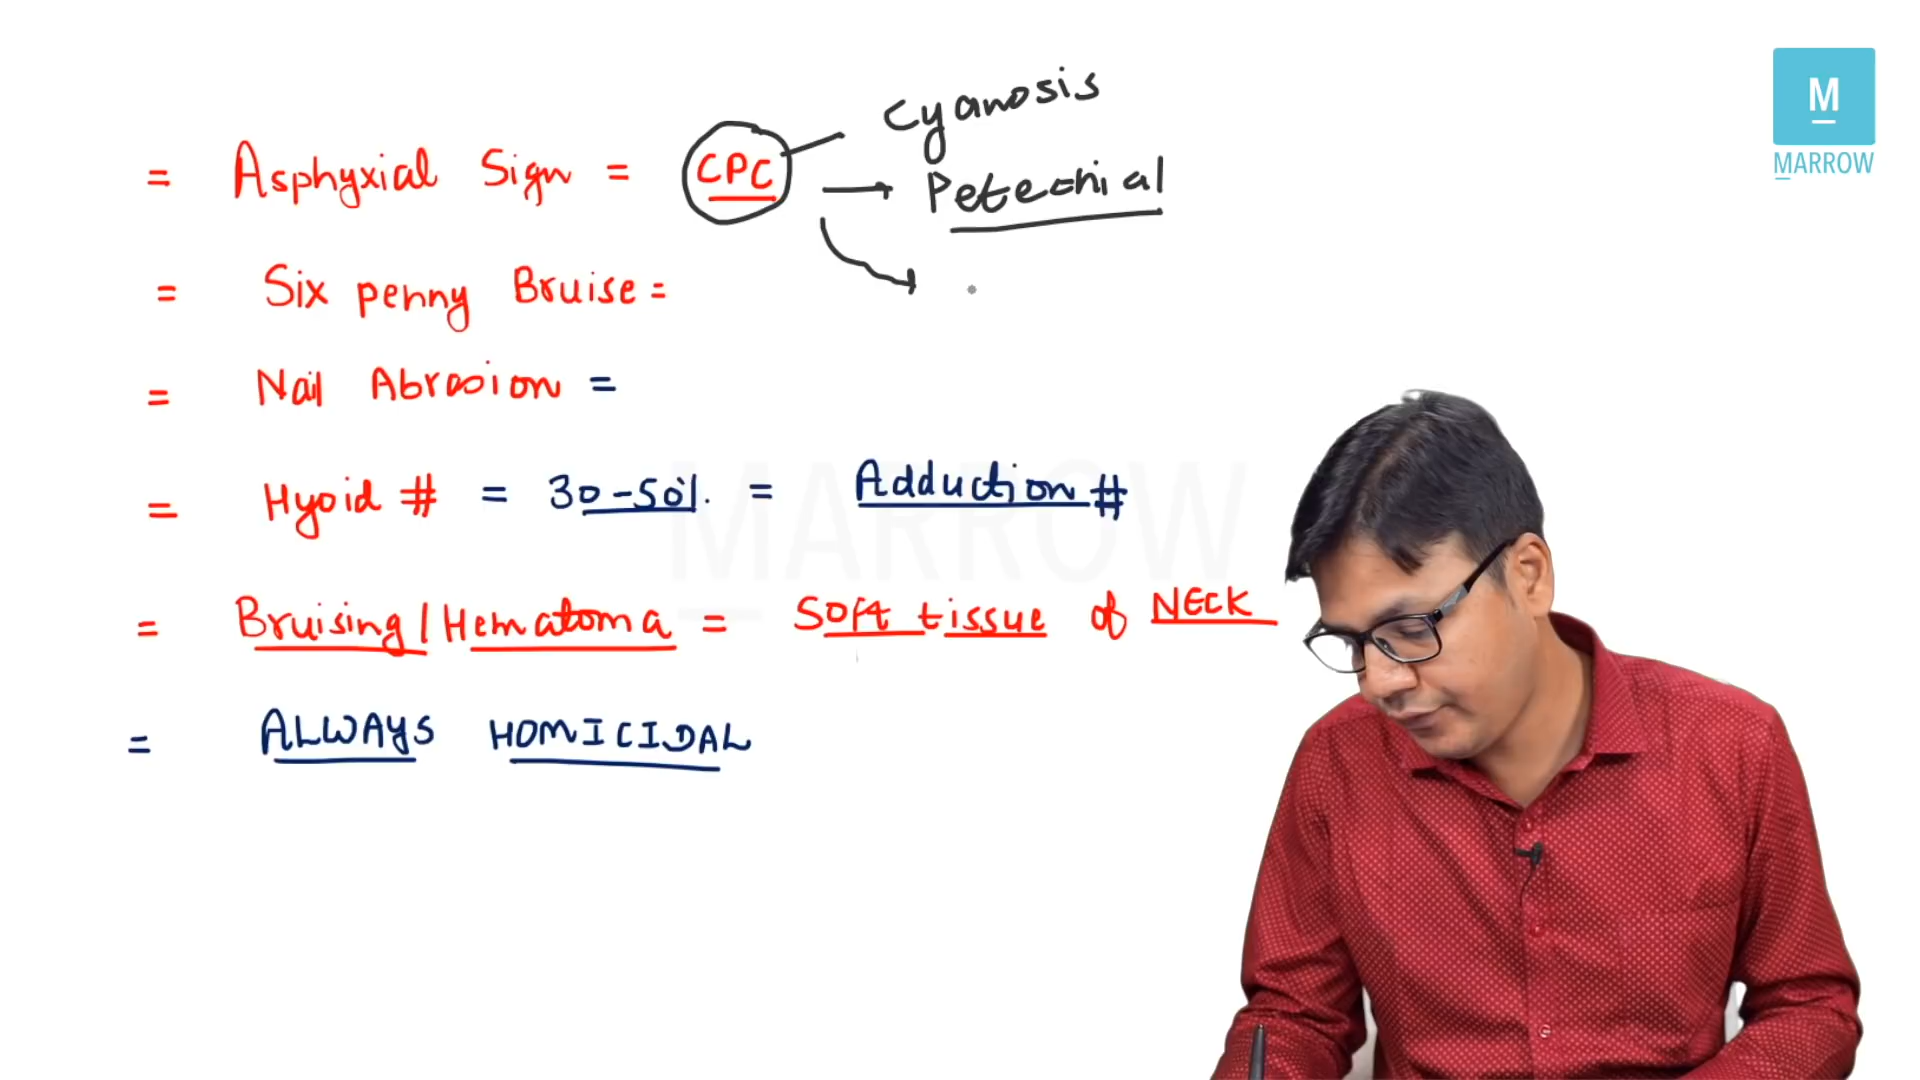 M
MARROW
Cyanosis
= Asphyxial Sign = CPC
Petechial
= Six penny Bruise =
= Nail Abrasion =
= Hyoid # = 30-50%. = Adduction #
MARROW
= Bruising / Hematoma = Soft tissue of NECK
= ALWAYS HOMICIDAL